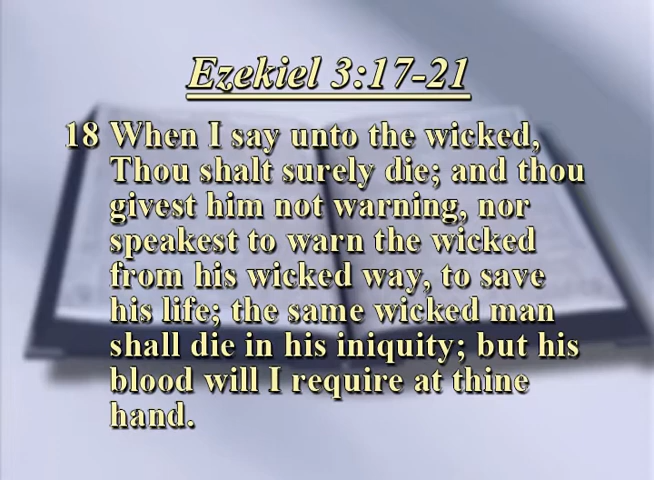 Ezekiel 3:17-21
18 When I say unto the wicked,
Thou shalt surely die; and thou
givest him not warning, nor
speakest to warn the wicked
from his wicked way, to save
his life; the same wicked man
shall die in his iniquity; but his
blood will I require at thine
hand.